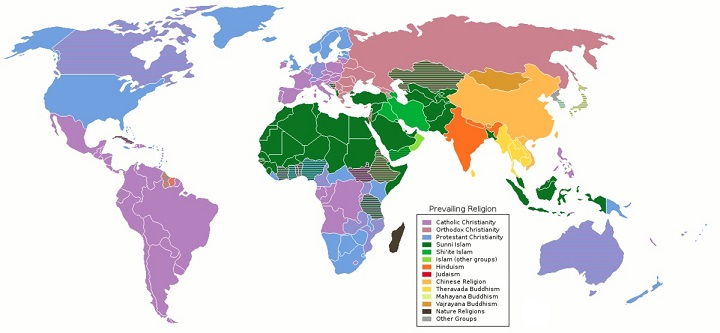 Prevailing Religion
Catholic Christianity
Orthodox Christianity
Protestant Christianity
Sunni Islam
Shi'ite Islam
Islam (other groups)
Hinduism
Judaism
Chinese Religion
Theravada Buddhism
Mahayana Buddhism
Vajrayana Buddhism
Nature Religions
Other Groups